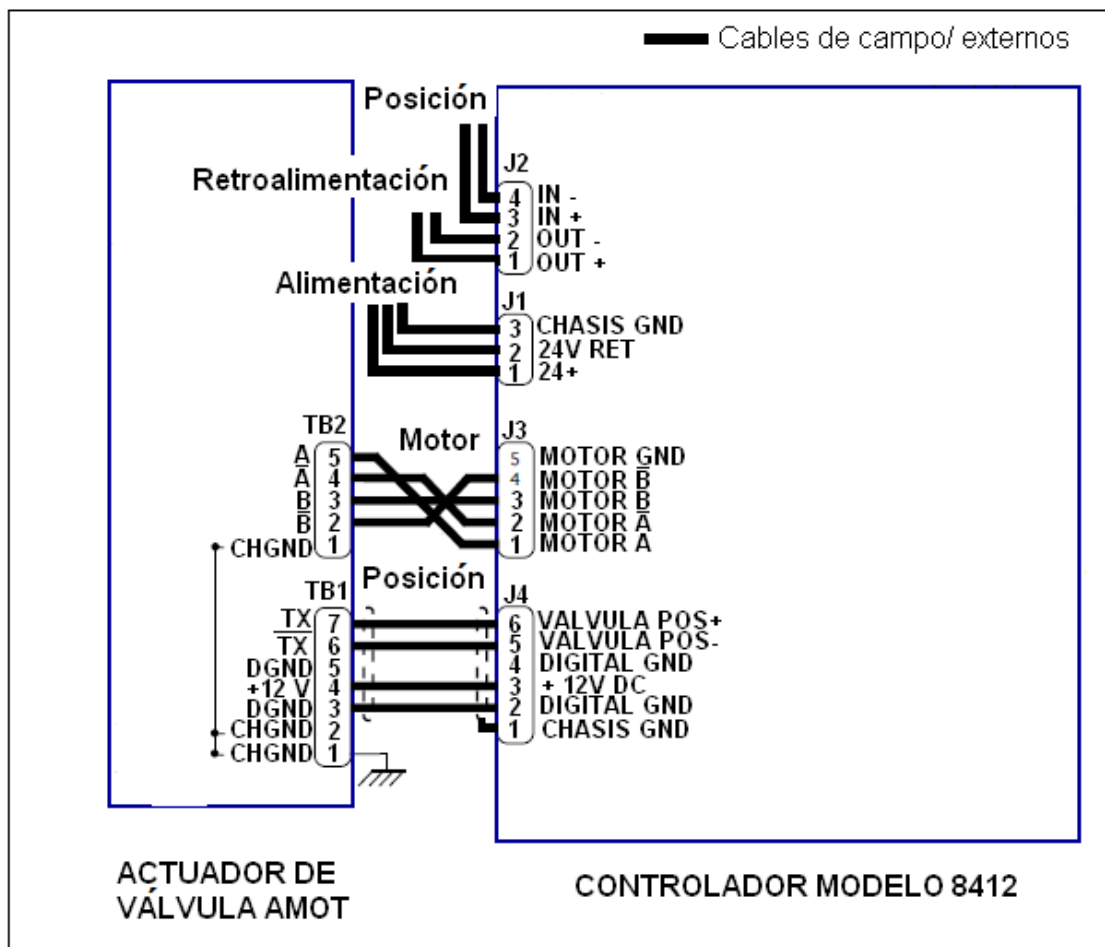 Cables de campo/ externos
Posición
J2
Retroalimentación
4 IN -
3 IN +
2 OUT -
1 OUT +
Alimentación
J1
3 CHASIS GND
2 24V RET
1 24+
TB2
Motor
J3
A 5
A̅ 4
B 3
B̅ 2
CHGND 1
5 MOTOR GND
4 MOTOR B̅
3 MOTOR B
2 MOTOR A̅
1 MOTOR A
Posición
TB1
J4
TX 7
T̅X̅ 6
DGND 5
+12 V 4
DGND 3
CHGND 2
CHGND 1
6 VALVULA POS+
5 VALVULA POS-
4 DIGITAL GND
3 + 12V DC
2 DIGITAL GND
1 CHASIS GND
ACTUADOR DE
VÁLVULA AMOT
CONTROLADOR MODELO 8412